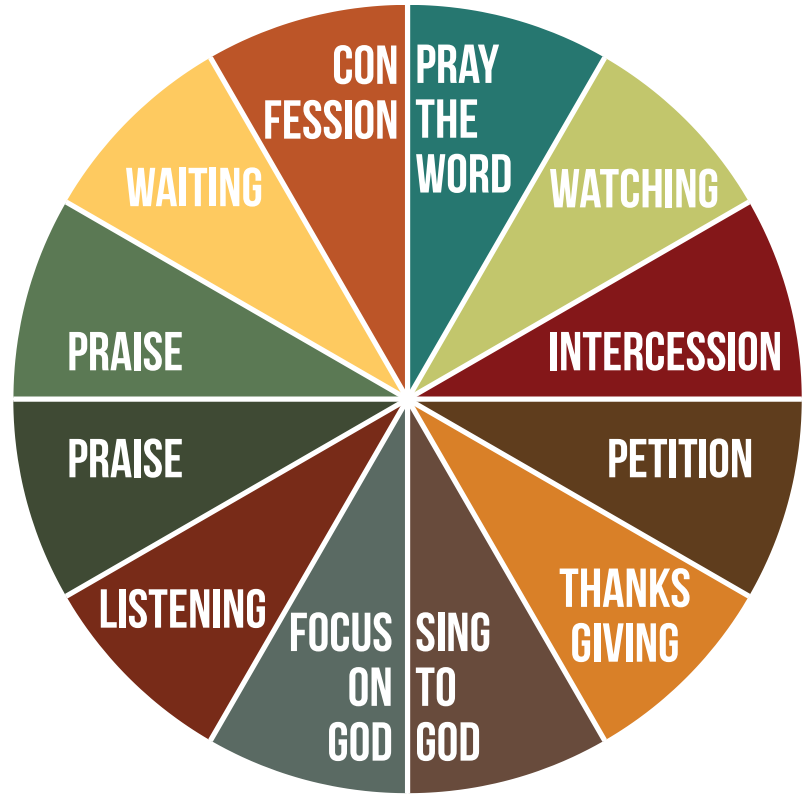 CON
FESSION
PRAY
THE
WORD
WATCHING
INTERCESSION
PETITION
THANKS
GIVING
SING
TO
GOD
FOCUS
ON
GOD
LISTENING
PRAISE
PRAISE
WAITING